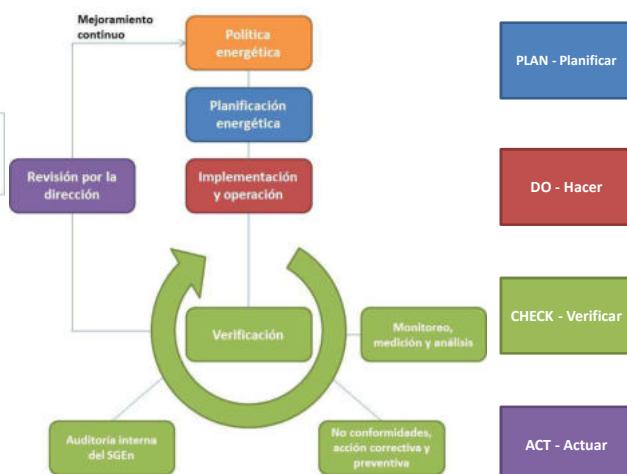 Mejoramiento
contínuo
Política
energética
PLAN - Planificar
Planificación
energética
Revisión por la
dirección
Implementación
y operación
DO - Hacer
Verificación
Monitoreo,
medición y análisis
CHECK - Verificar
Auditoría interna
del SGEn
No conformidades,
acción correctiva y
preventiva
ACT - Actuar